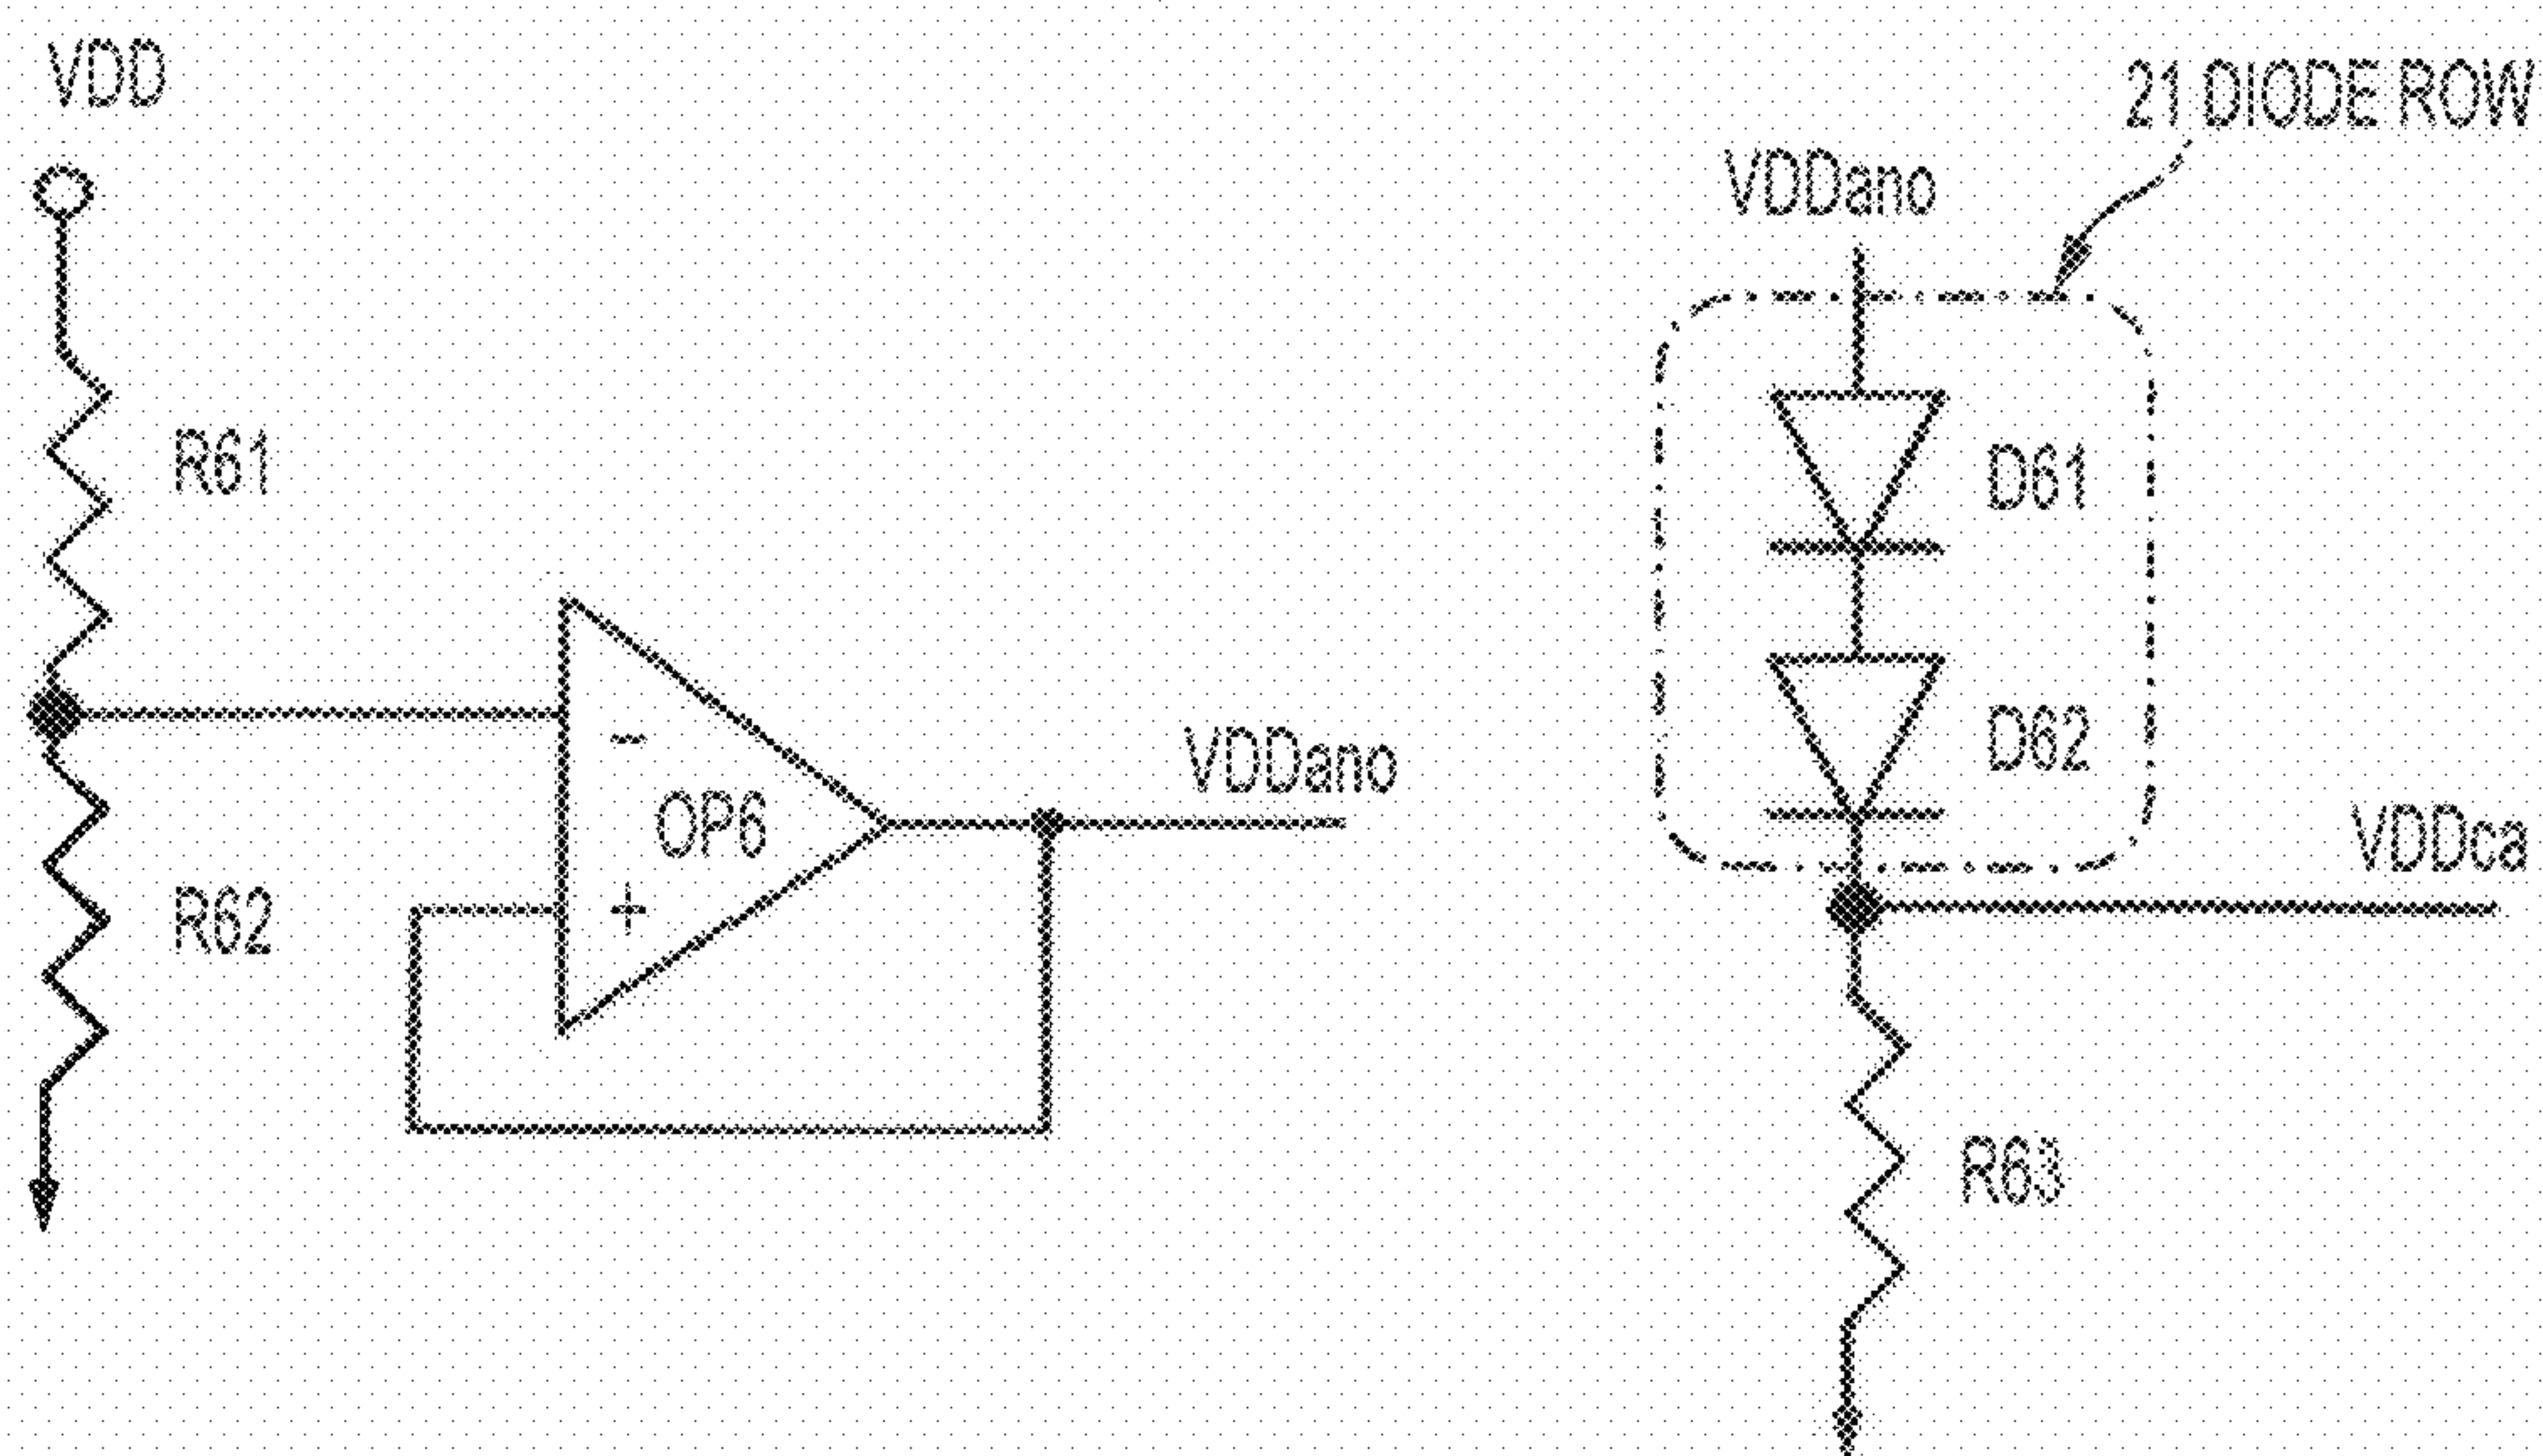 VDD
21 DIODE ROW
VDDano
R61
D61
-
OP6
+
VDDano
D62
VDDca
R62
R63